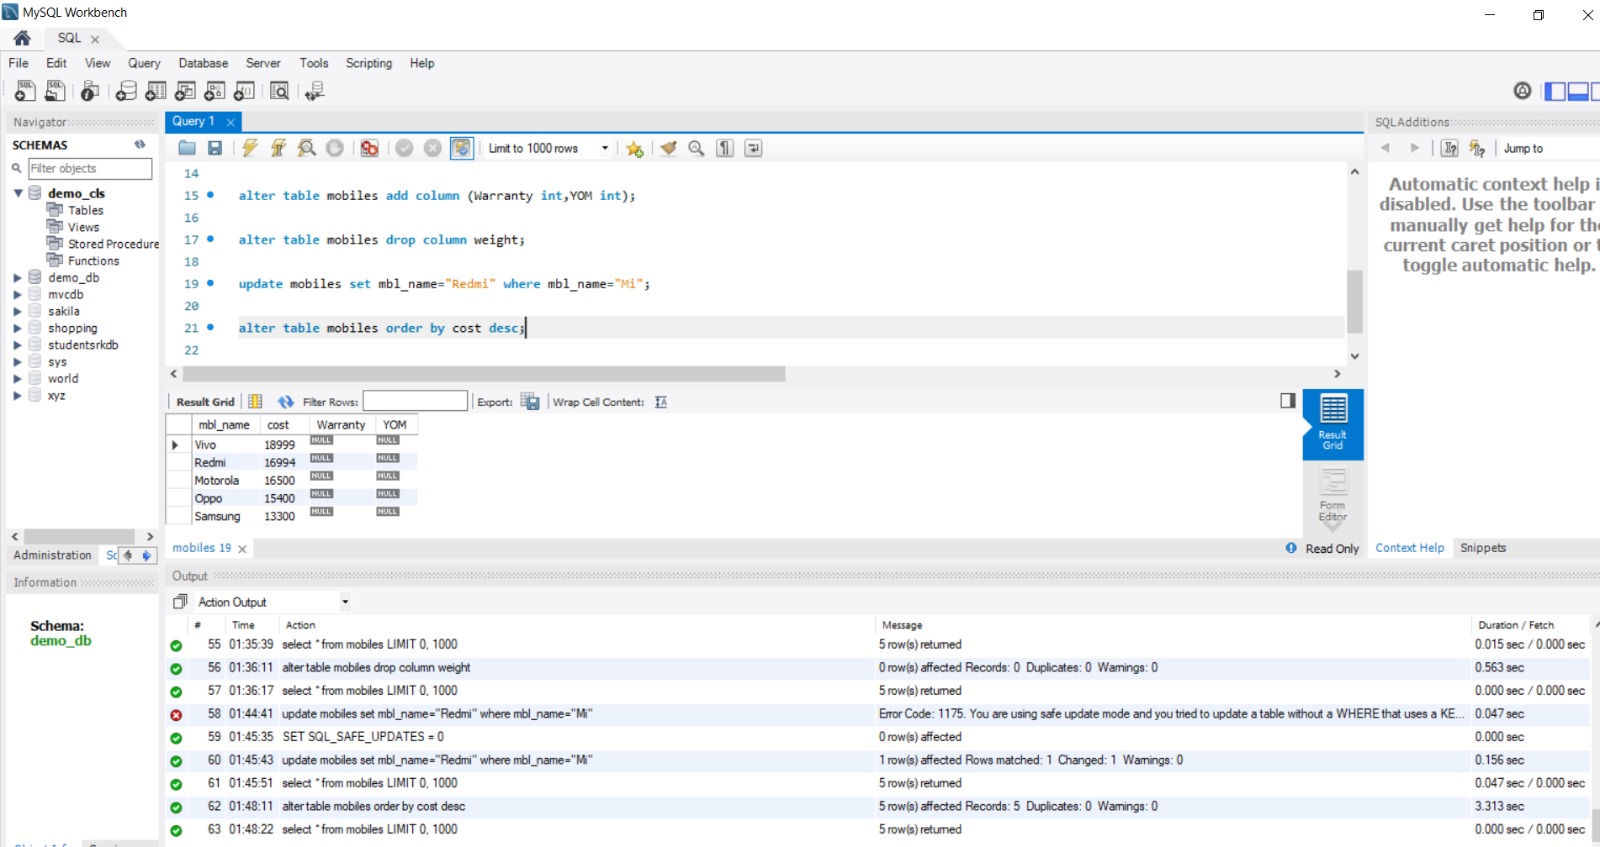 MySQL Workbench
SQL
File Edit View Query Database Server Tools Scripting Help
Navigator
SCHEMAS
Filter objects
demo_cls
Tables
Views
Stored Procedure
Functions
demo_db
mvcdb
sakila
shopping
studentsrkdb
sys
world
xyz
Administration Sc
Information
Schema:
demo_db
Query 1
Limit to 1000 rows
14
15 alter table mobiles add column (Warranty int,YOM int);
16
17 alter table mobiles drop column weight;
18
19 update mobiles set mbl_name="Redmi" where mbl_name="Mi";
20
21 alter table mobiles order by cost desc;
22
Result Grid Filter Rows: Export: Wrap Cell Content:
mbl_name cost Warranty YOM
Vivo 18999 NULL NULL
Redmi 16994 NULL NULL
Motorola 16500 NULL NULL
Oppo 15400 NULL NULL
Samsung 13300 NULL NULL
Result
Grid
Form
Editor
mobiles 19
Read Only
SQLAdditions
Jump to
Automatic context help i
disabled. Use the toolbar
manually get help for the
current caret position or t
toggle automatic help.
Context Help Snippets
Output
Action Output
# Time Action Message Duration / Fetch
55 01:35:39 select * from mobiles LIMIT 0, 1000 5 row(s) returned 0.015 sec / 0.000 sec
56 01:36:11 alter table mobiles drop column weight 0 row(s) affected Records: 0 Duplicates: 0 Warnings: 0 0.563 sec
57 01:36:17 select * from mobiles LIMIT 0, 1000 5 row(s) returned 0.000 sec / 0.000 sec
58 01:44:41 update mobiles set mbl_name="Redmi" where mbl_name="Mi" Error Code: 1175. You are using safe update mode and you tried to update a table without a WHERE that uses a KE... 0.047 sec
59 01:45:35 SET SQL_SAFE_UPDATES = 0 0 row(s) affected 0.000 sec
60 01:45:43 update mobiles set mbl_name="Redmi" where mbl_name="Mi" 1 row(s) affected Rows matched: 1 Changed: 1 Warnings: 0 0.156 sec
61 01:45:51 select * from mobiles LIMIT 0, 1000 5 row(s) returned 0.047 sec / 0.000 sec
62 01:48:11 alter table mobiles order by cost desc 5 row(s) affected Records: 5 Duplicates: 0 Warnings: 0 3.313 sec
63 01:48:22 select * from mobiles LIMIT 0, 1000 5 row(s) returned 0.000 sec / 0.000 sec